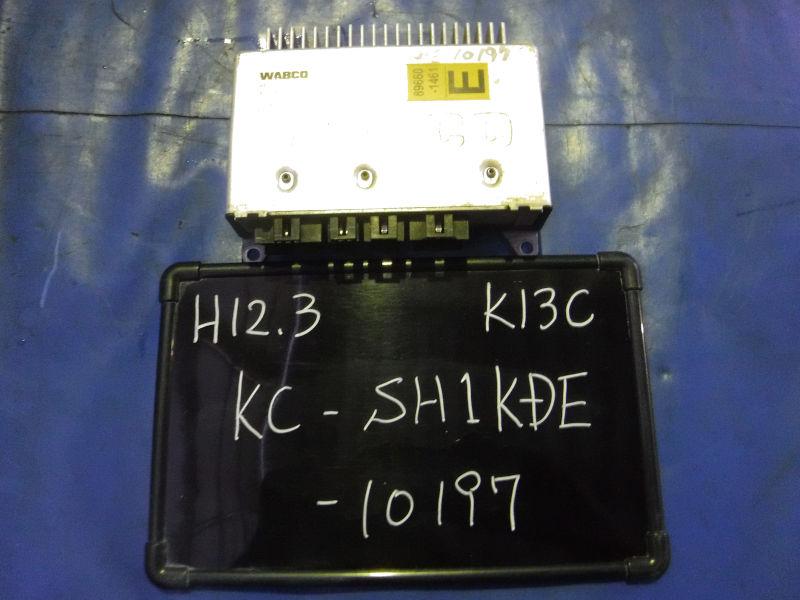 10197
WABCO
89660
-1461
E
H12.3 K13C
KC-SH1KDE
-10197